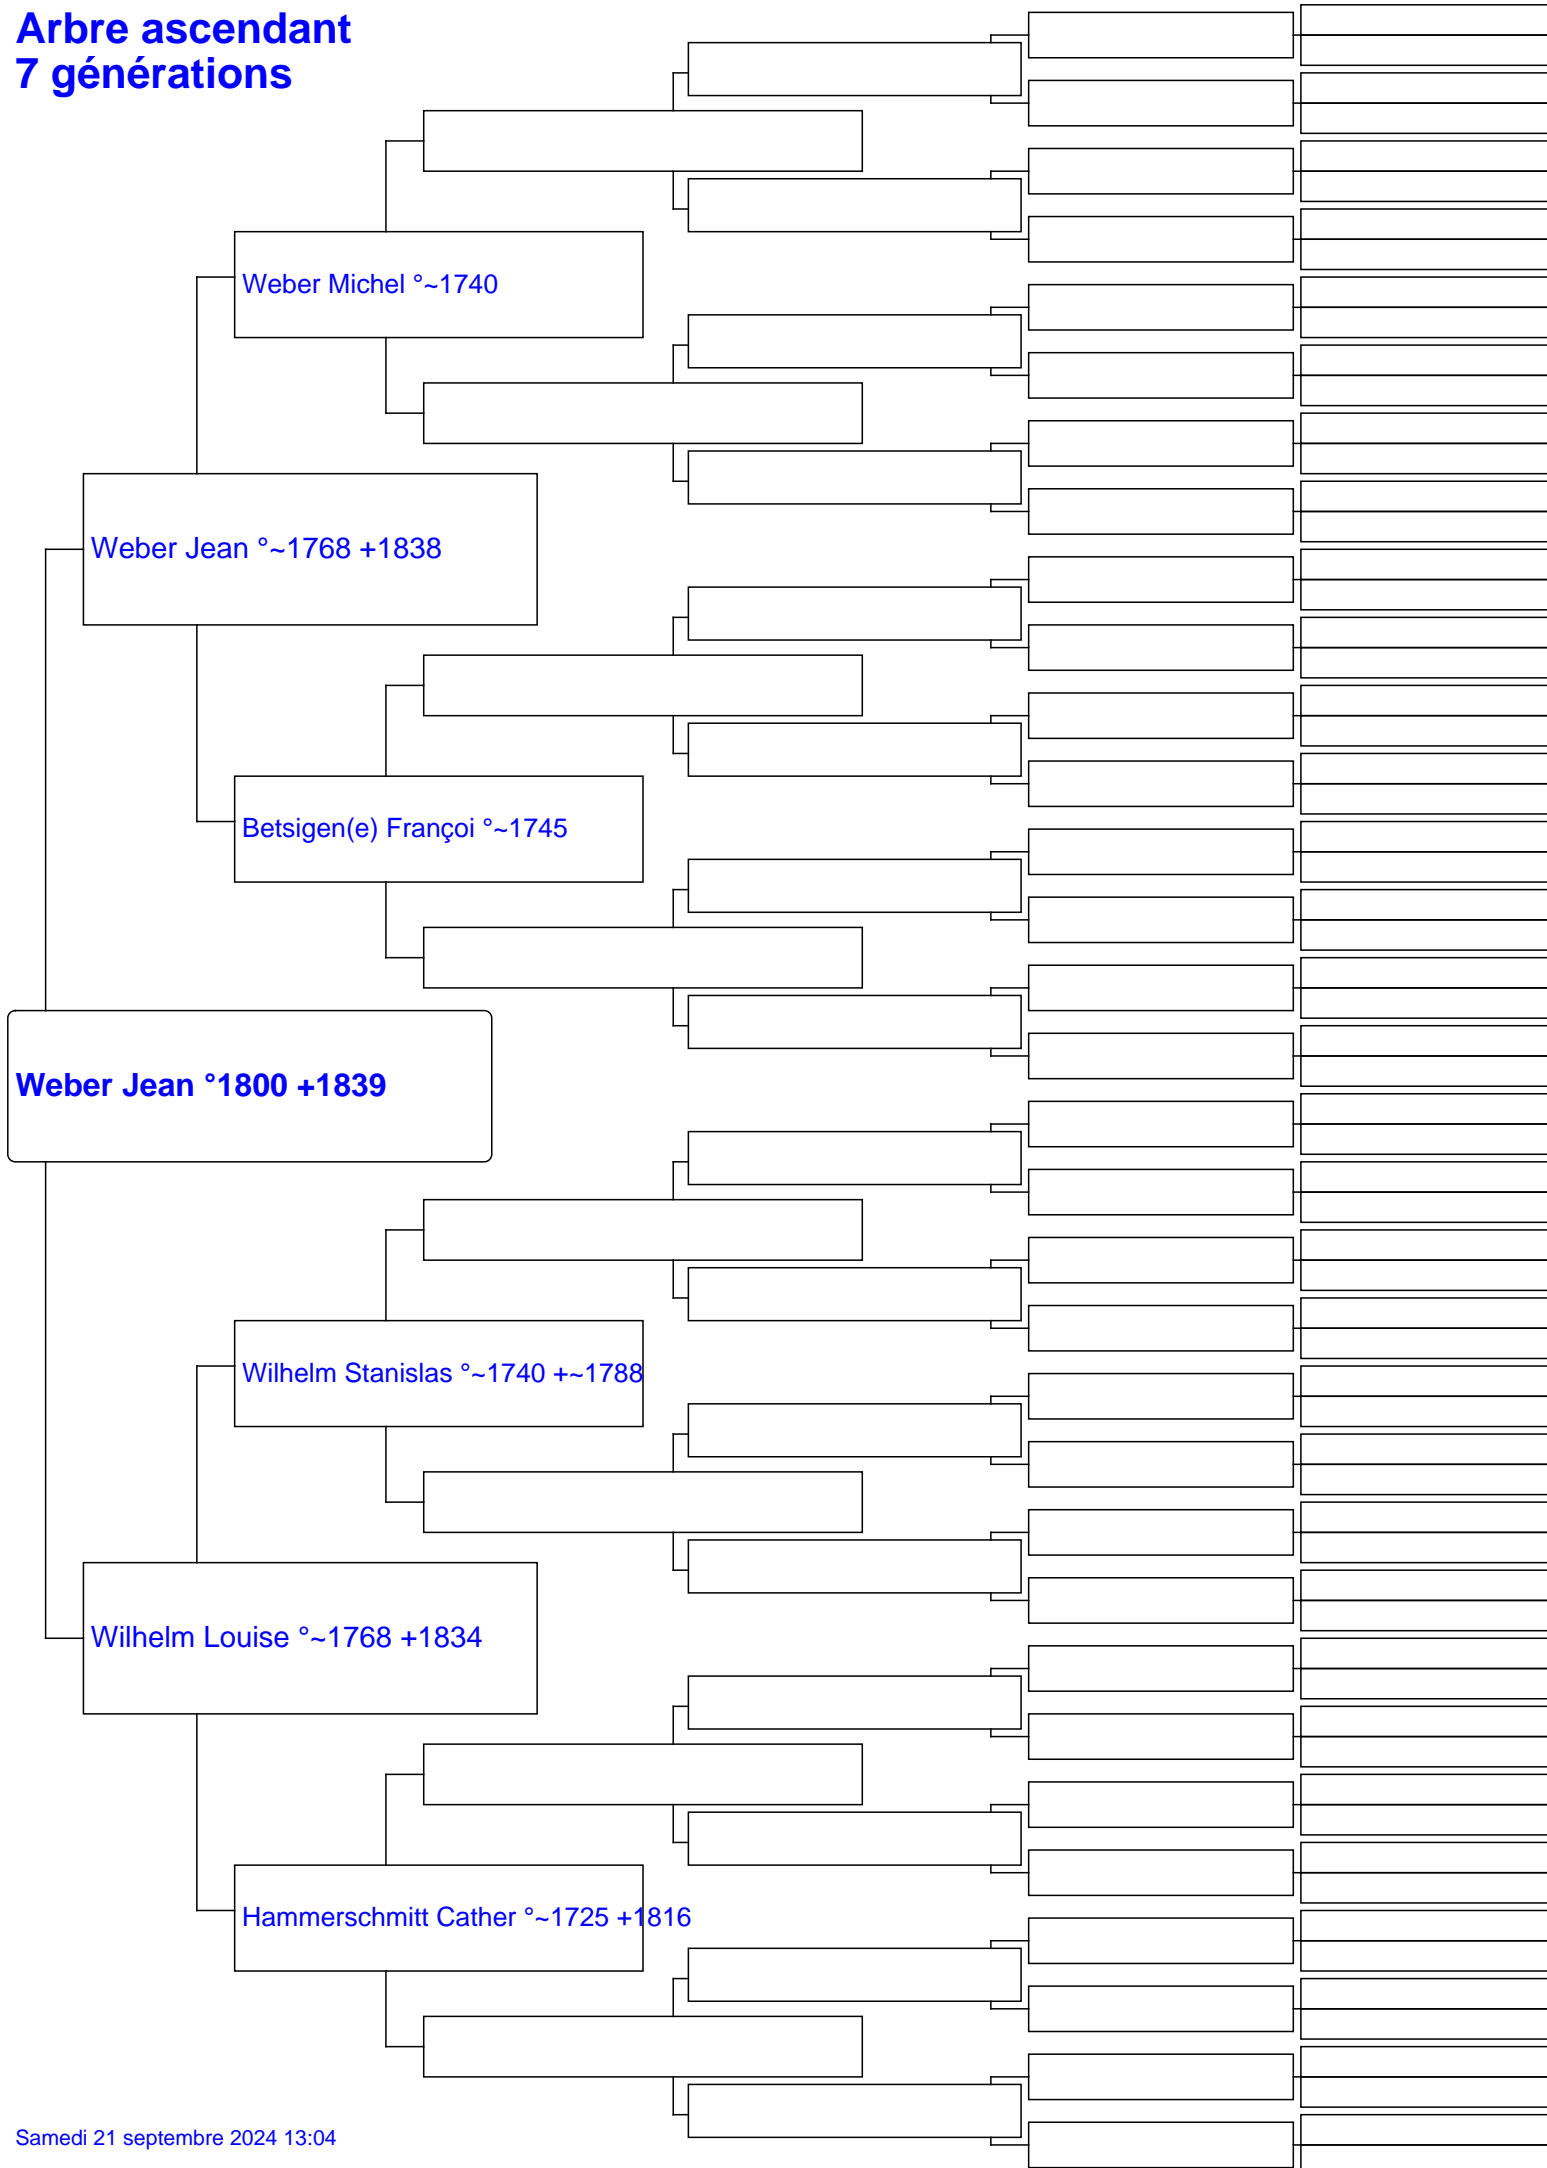 Arbre ascendant
7 générations
Weber Michel °~1740
Weber Jean °~1768 +1838
Betsigen(e) Françoi °~1745
Weber Jean °1800 +1839
Wilhelm Stanislas °~1740 +~1788
Wilhelm Louise °~1768 +1834
Hammerschmitt Cather °~1725 +1816
Samedi 21 septembre 2024 13:04